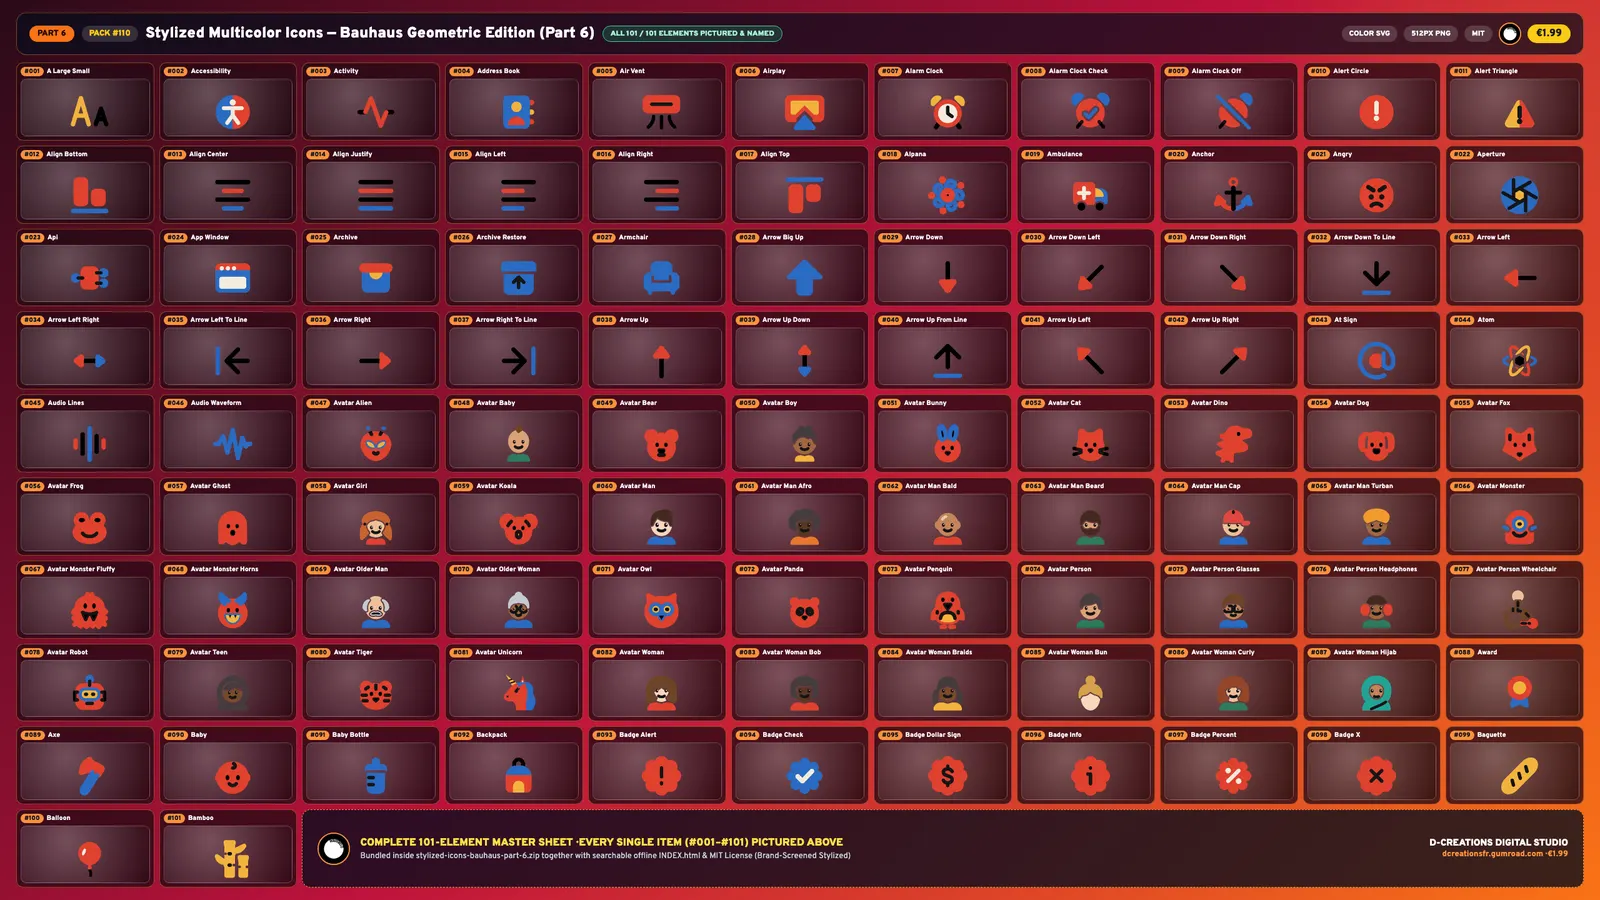 PART 6 PACK #110 Stylized Multicolor Icons – Bauhaus Geometric Edition (Part 6) ALL 101 / 101 ELEMENTS PICTURED & NAMED COLOR SVG 512PX PNG MIT €1.99
#001 A Large Small #002 Accessibility #003 Activity #004 Address Book #005 Air Vent #006 Airplay #007 Alarm Clock #008 Alarm Clock Check #009 Alarm Clock Off #010 Alert Circle #011 Alert Triangle
#012 Align Bottom #013 Align Center #014 Align Justify #015 Align Left #016 Align Right #017 Align Top #018 Alpana #019 Ambulance #020 Anchor #021 Angry #022 Aperture
#023 Api #024 App Window #025 Archive #026 Archive Restore #027 Armchair #028 Arrow Big Up #029 Arrow Down #030 Arrow Down Left #031 Arrow Down Right #032 Arrow Down To Line #033 Arrow Left
#034 Arrow Left Right #035 Arrow Left To Line #036 Arrow Right #037 Arrow Right To Line #038 Arrow Up #039 Arrow Up Down #040 Arrow Up From Line #041 Arrow Up Left #042 Arrow Up Right #043 At Sign #044 Atom
#045 Audio Lines #046 Audio Waveform #047 Avatar Alien #048 Avatar Baby #049 Avatar Bear #050 Avatar Boy #051 Avatar Bunny #052 Avatar Cat #053 Avatar Dino #054 Avatar Dog #055 Avatar Fox
#056 Avatar Frog #057 Avatar Ghost #058 Avatar Girl #059 Avatar Koala #060 Avatar Man #061 Avatar Man Afro #062 Avatar Man Bald #063 Avatar Man Beard #064 Avatar Man Cap #065 Avatar Man Turban #066 Avatar Monster
#067 Avatar Monster Fluffy #068 Avatar Monster Horns #069 Avatar Older Man #070 Avatar Older Woman #071 Avatar Owl #072 Avatar Panda #073 Avatar Penguin #074 Avatar Person #075 Avatar Person Glasses #076 Avatar Person Headphones #077 Avatar Person Wheelchair
#078 Avatar Robot #079 Avatar Teen #080 Avatar Tiger #081 Avatar Unicorn #082 Avatar Woman #083 Avatar Woman Bob #084 Avatar Woman Braids #085 Avatar Woman Bun #086 Avatar Woman Curly #087 Avatar Woman Hijab #088 Award
#089 Axe #090 Baby #091 Baby Bottle #092 Backpack #093 Badge Alert #094 Badge Check #095 Badge Dollar Sign #096 Badge Info #097 Badge Percent #098 Badge X #099 Baguette
#100 Balloon #101 Bamboo
COMPLETE 101-ELEMENT MASTER SHEET · EVERY SINGLE ITEM (#001–#101) PICTURED ABOVE
Bundled inside stylized-icons-bauhaus-part-6.zip together with searchable offline INDEX.html & MIT License (Brand-Screened Stylized)
D-CREATIONS DIGITAL STUDIO
dcreationsfr.gumroad.com · €1.99